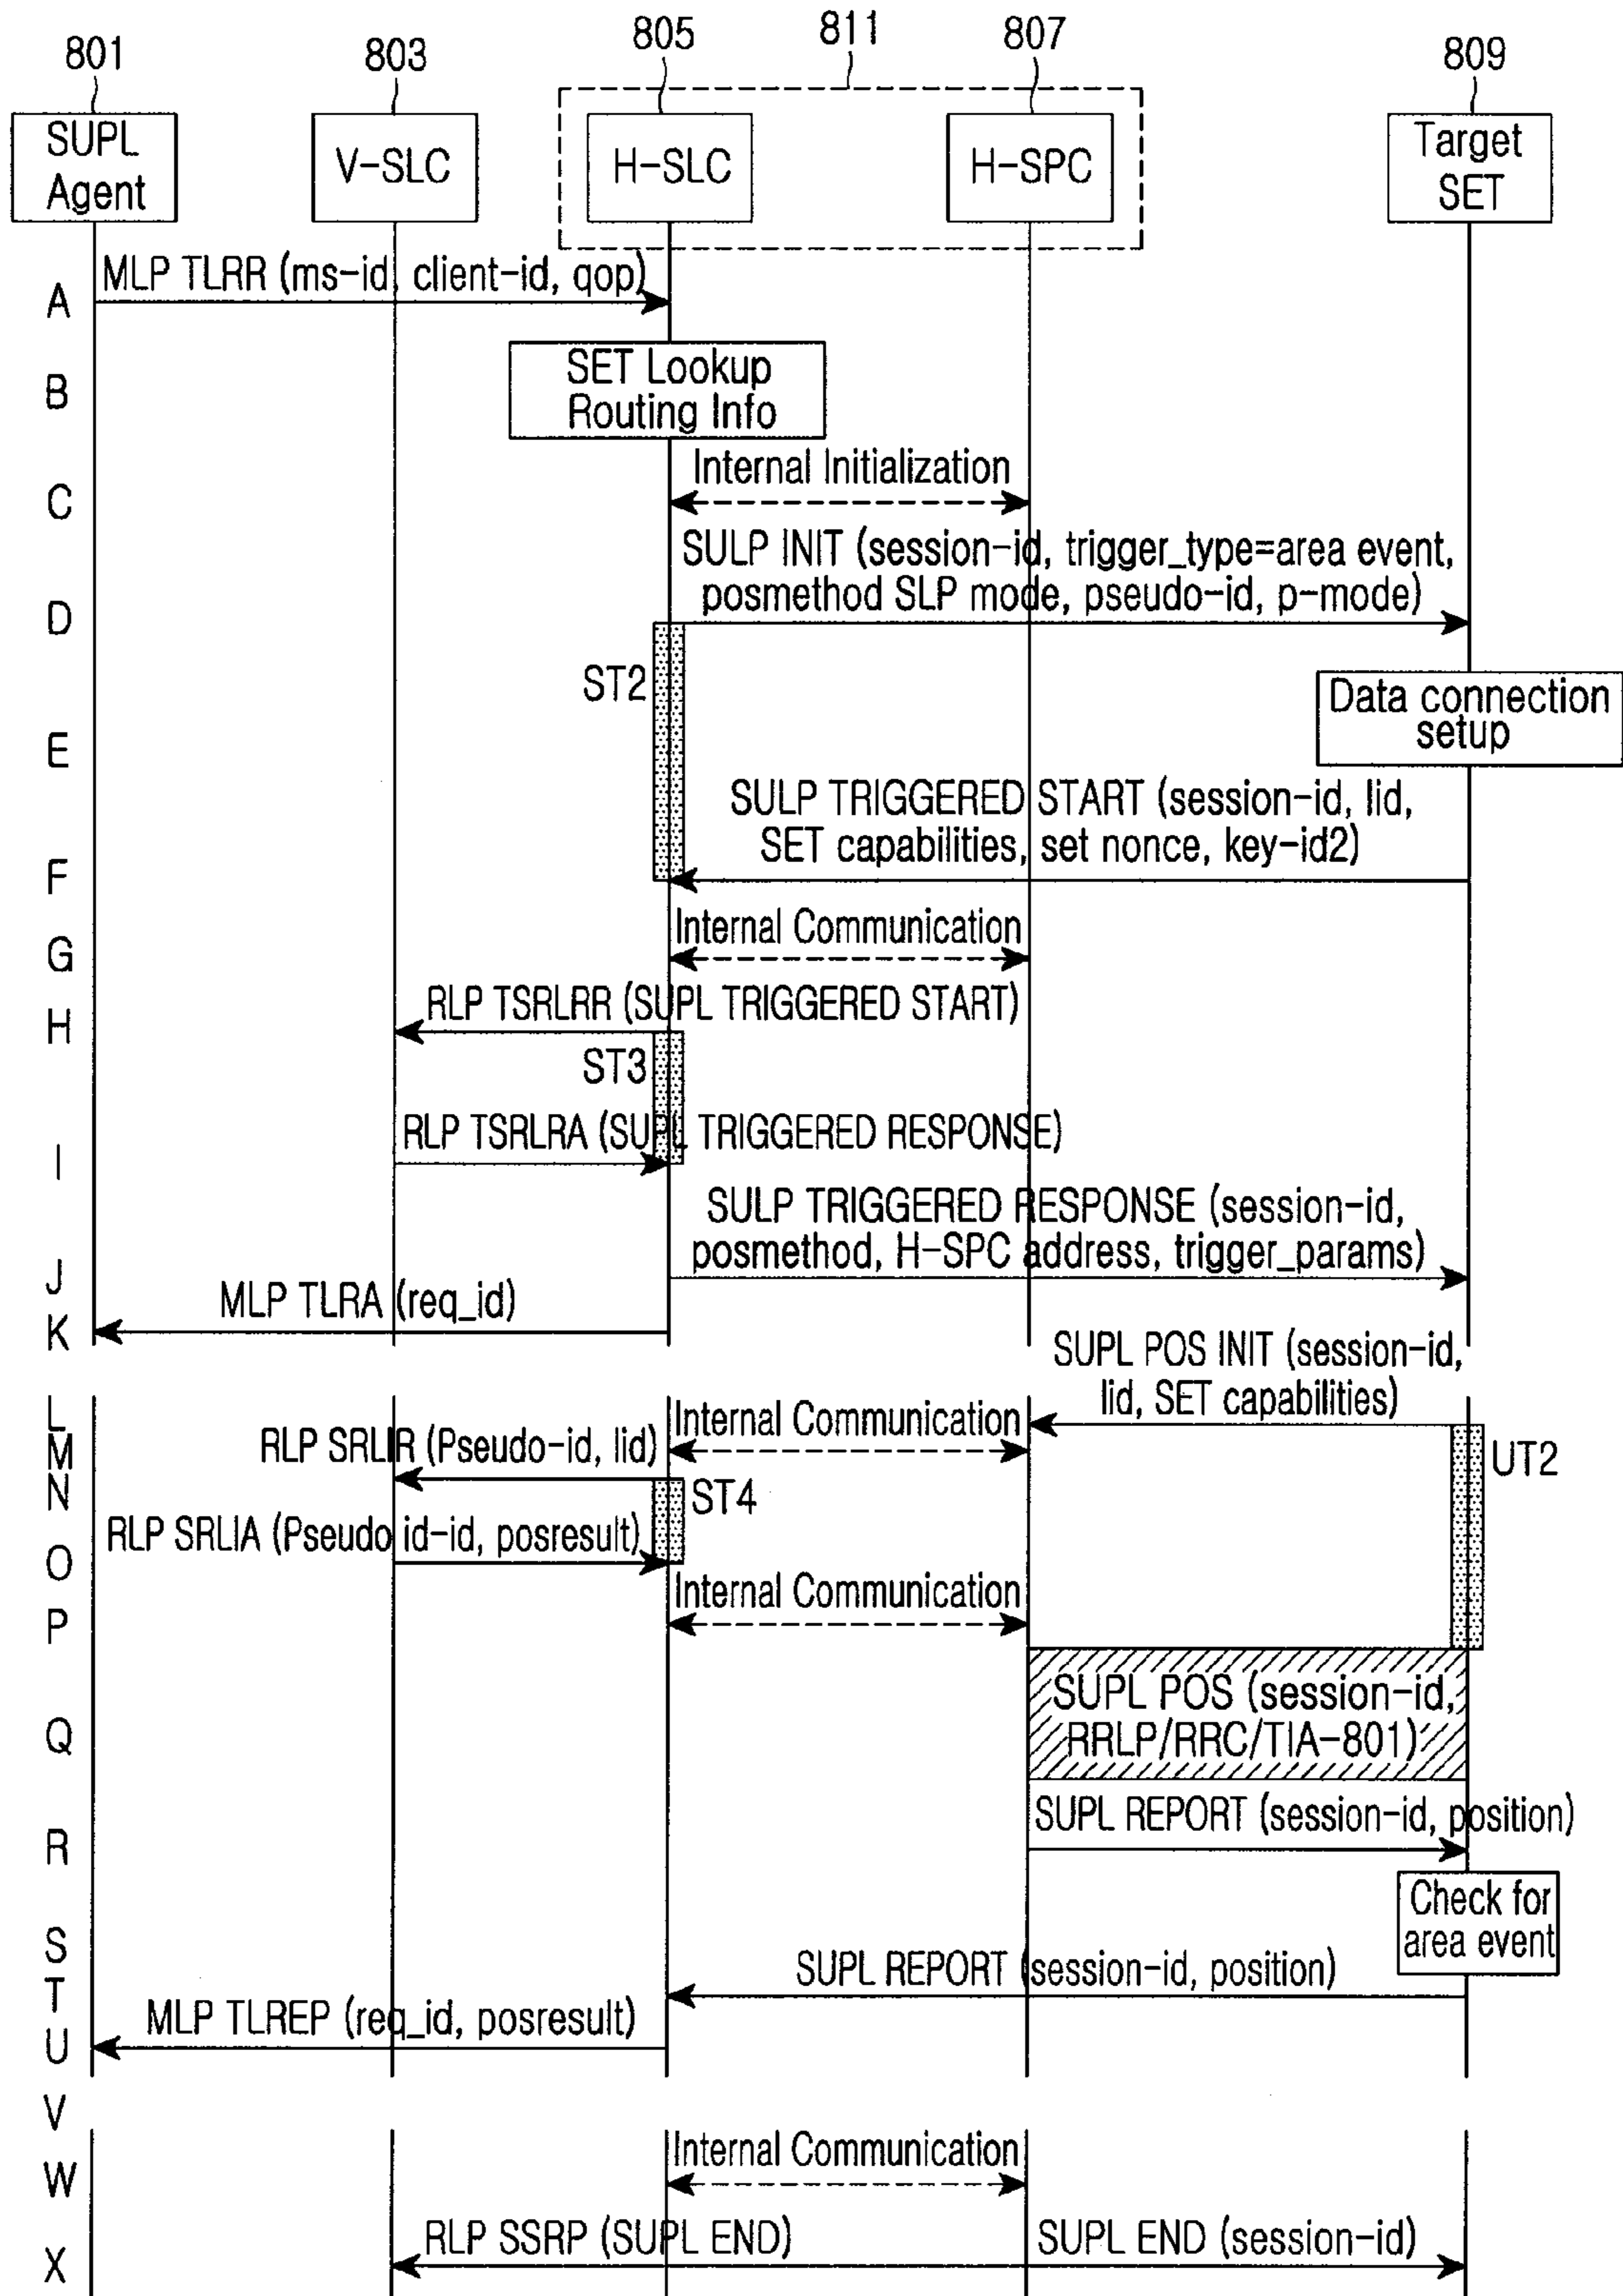 801
803
805
811
807
809
SUPL
Agent
V-SLC
H-SLC
H-SPC
Target
SET
MLP TLRR (ms-id, client-id, qop)
A
SET Lookup
Routing Info
B
Internal Initialization
C
SULP INIT (session-id, trigger_type=area event,
posmethod SLP mode, pseudo-id, p-mode)
D
ST2
Data connection
setup
E
SULP TRIGGERED START (session-id, lid,
SET capabilities, set nonce, key-id2)
F
Internal Communication
G
RLP TSRLRR (SUPL TRIGGERED START)
H
ST3
RLP TSRLRA (SUPL TRIGGERED RESPONSE)
I
SULP TRIGGERED RESPONSE (session-id,
posmethod, H-SPC address, trigger_params)
J
MLP TLRA (req_id)
K
SUPL POS INIT (session-id,
lid, SET capabilities)
L
Internal Communication
M
RLP SRLIR (Pseudo-id, lid)
UT2
N
ST4
RLP SRLIA (Pseudo id-id, posresult)
O
Internal Communication
P
SUPL POS (session-id,
RRLP/RRC/TIA-801)
Q
SUPL REPORT (session-id, position)
R
Check for
area event
S
SUPL REPORT (session-id, position)
T
MLP TLREP (req_id, posresult)
U
V
Internal Communication
W
RLP SSRP (SUPL END)
SUPL END (session-id)
X